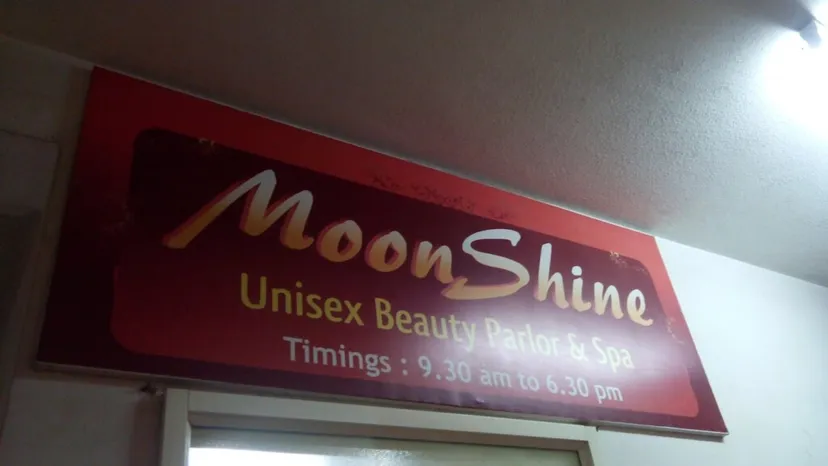 MoonShine
Unisex Beauty Parlor & Spa
Timings : 9.30 am to 6.30 pm